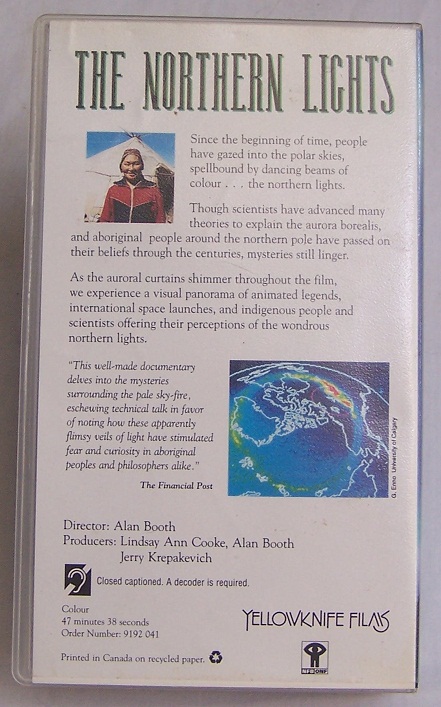 THE NORTHERN LIGHTS
Since the beginning of time, people
have gazed into the polar skies,
spellbound by dancing beams of
colour . . . the northern lights.
Though scientists have advanced many
theories to explain the aurora borealis,
and aboriginal people around the northern pole have passed on
their beliefs through the centuries, mysteries still linger.
As the auroral curtains shimmer throughout the film,
we experience a visual panorama of animated legends,
international space launches, and indigenous people and
scientists offering their perceptions of the wondrous
northern lights.
"This well-made documentary
delves into the mysteries
surrounding the pale sky-fire,
eschewing technical talk in favor
of noting how these apparently
flimsy veils of light have stimulated
fear and curiosity in aboriginal
peoples and philosophers alike."
The Financial Post
G. Enno University of Calgary
Director: Alan Booth
Producers: Lindsay Ann Cooke, Alan Booth
Jerry Krepakevich
Closed captioned. A decoder is required.
Colour
47 minutes 38 seconds
Order Number: 9192 041
YELLOWKNIFE FILMS
Printed in Canada on recycled paper.
NFB ONF